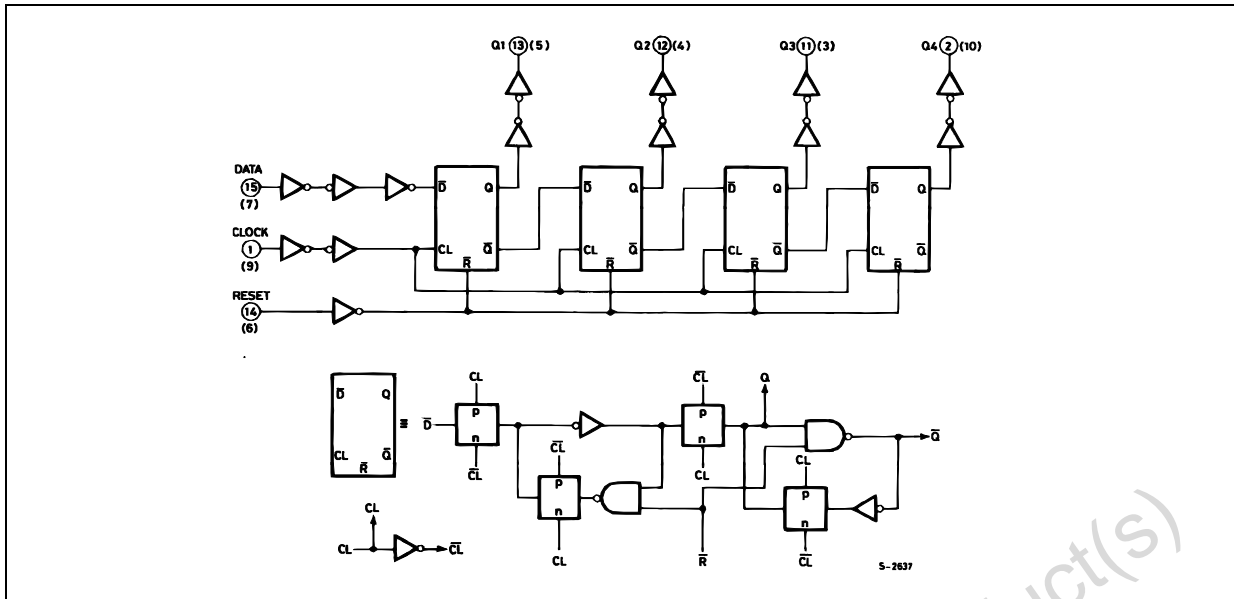 Q1 13 (5) Q2 12 (4) Q3 11 (3) Q4 2 (10)
DATA
15
(7)
D̅ Q D̅ Q D̅ Q D̅ Q
CLOCK
1
(9)
CL Q̅ CL Q̅ CL Q̅ CL Q̅
R̅ R̅ R̅ R̅
RESET
14
(6)
CL C̅L̅ Q
D̅ Q
p p
≡ D̅ Q̅
n n
C̅L̅ C̅L̅ CL CL
CL Q̅
R̅
p p
n n
CL
CL C̅L̅ CL R̅ C̅L̅
S-2637
uct(s)